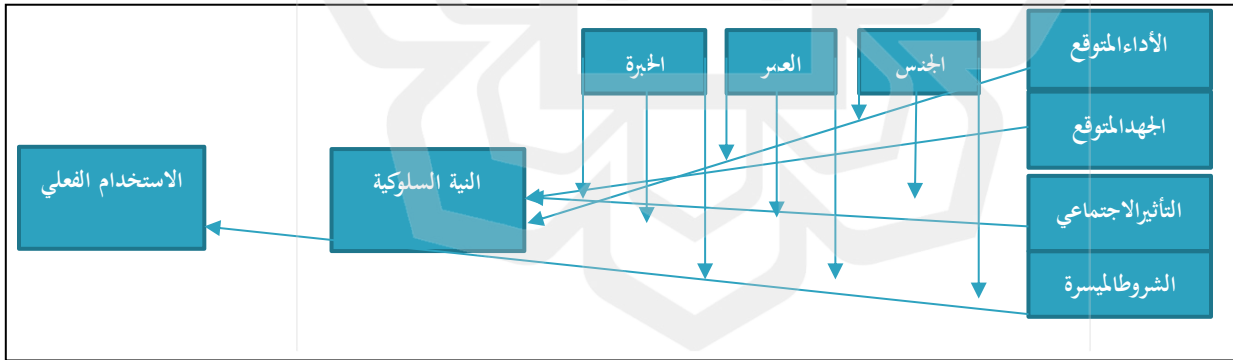 الأداءالمتوقع
الجنس
العمر
الخبرة
الجهدالمتوقع
النية السلوكية
الاستخدام الفعلي
التأثيرالاجتماعي
الشروطالميسرة